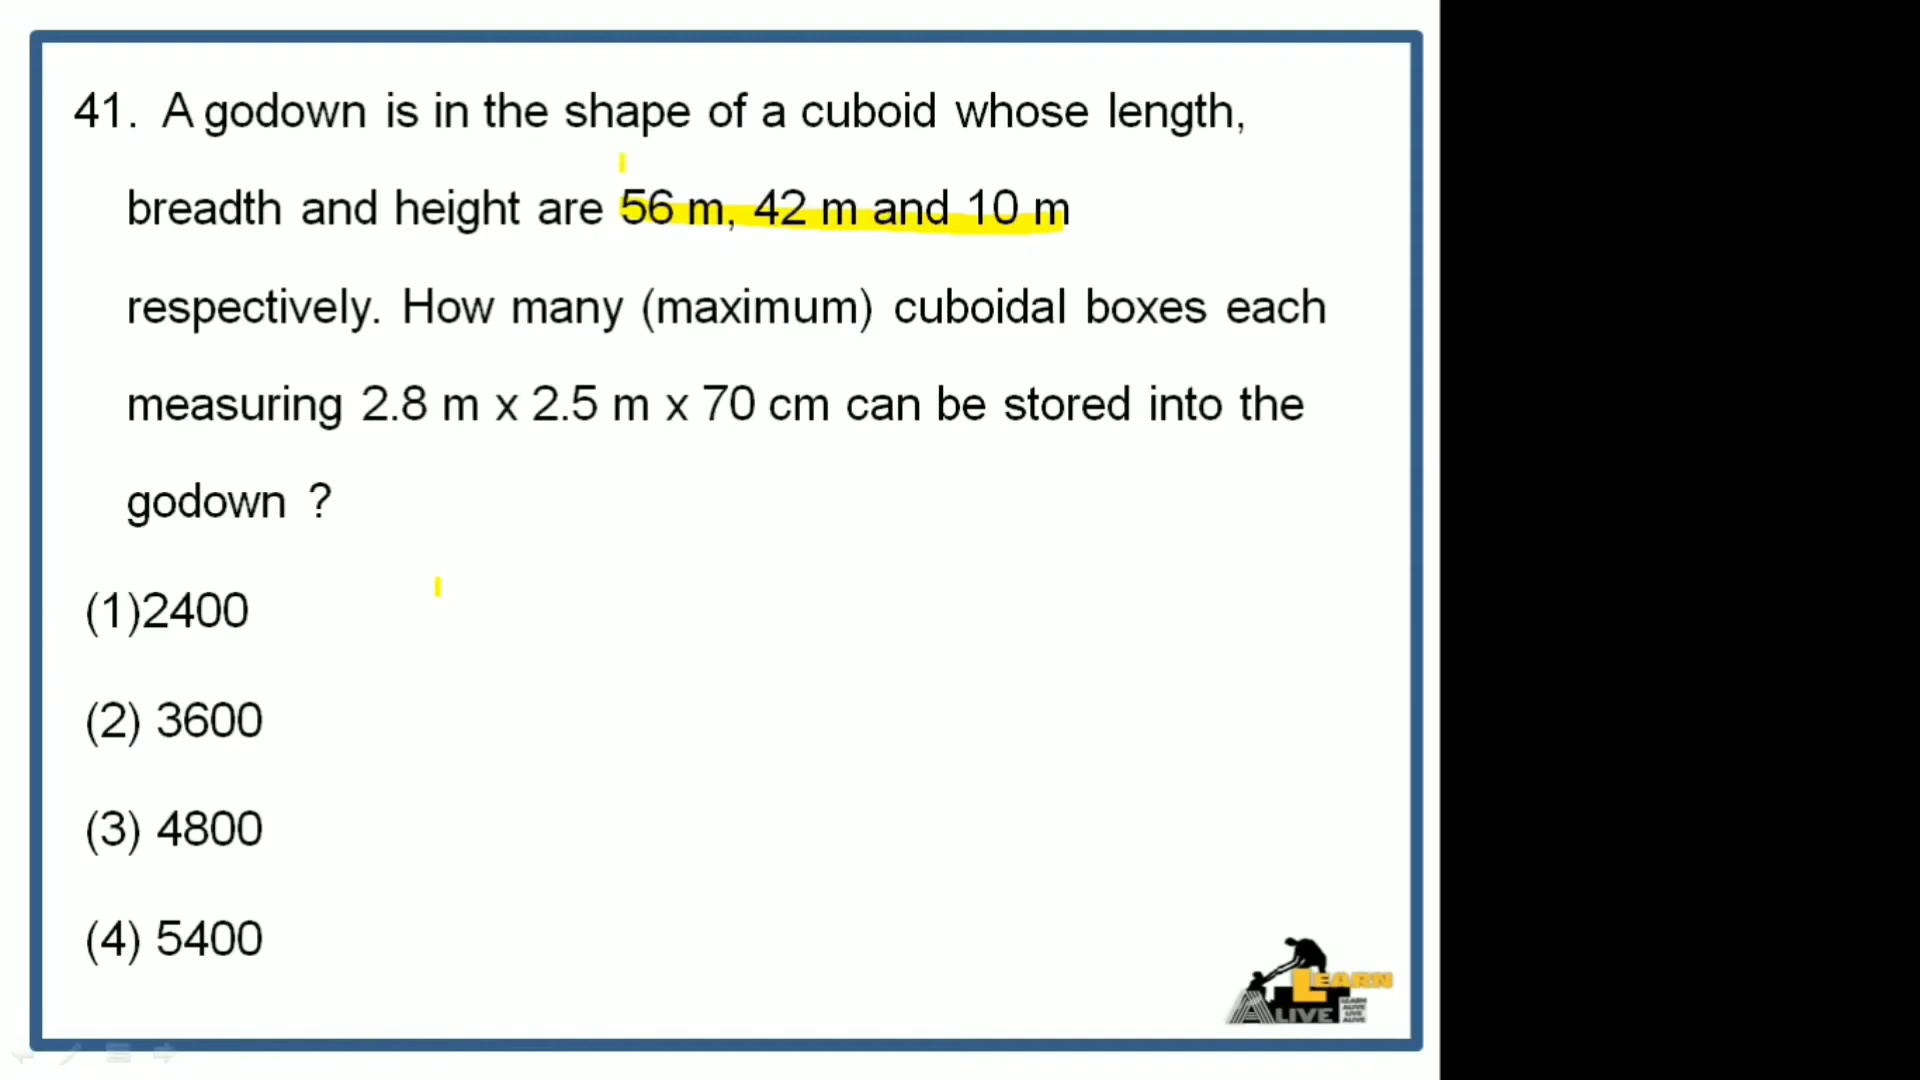 41. A godown is in the shape of a cuboid whose length,
breadth and height are 56 m, 42 m and 10 m
respectively. How many (maximum) cuboidal boxes each
measuring 2.8 m x 2.5 m x 70 cm can be stored into the
godown ?
(1)2400
(2) 3600
(3) 4800
(4) 5400
LEARN
ALIVE